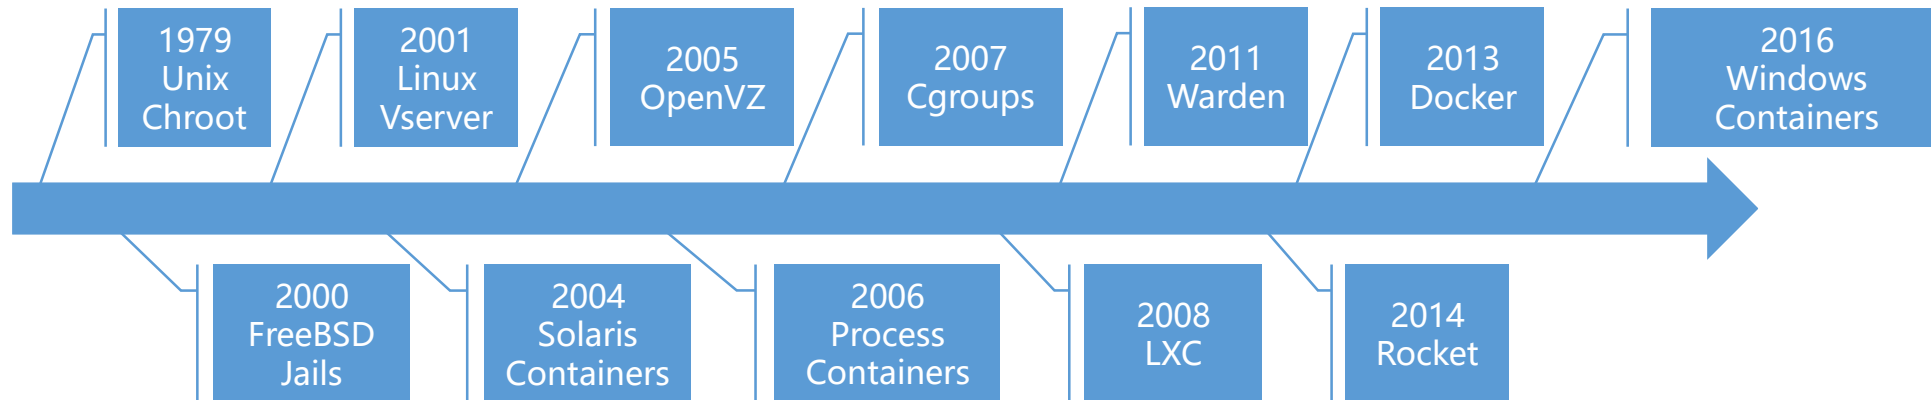 1979
Unix
Chroot
2001
Linux
Vserver
2005
OpenVZ
2007
Cgroups
2011
Warden
2013
Docker
2016
Windows
Containers
2000
FreeBSD
Jails
2004
Solaris
Containers
2006
Process
Containers
2008
LXC
2014
Rocket